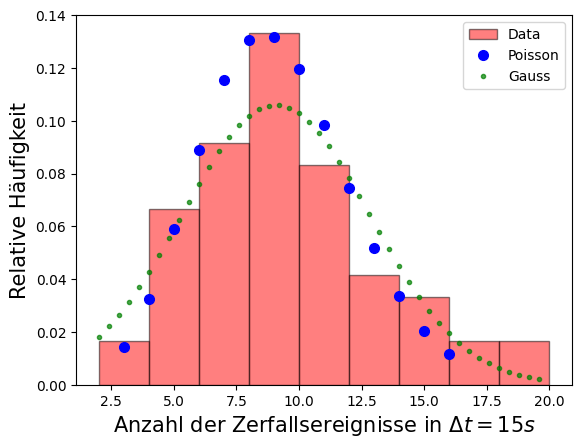 0.14
0.12
0.10
0.08
0.06
0.04
0.02
0.00
Relative Häufigkeit
Data
Poisson
Gauss
2.5 5.0 7.5 10.0 12.5 15.0 17.5 20.0
Anzahl der Zerfallsereignisse in Δt = 15s